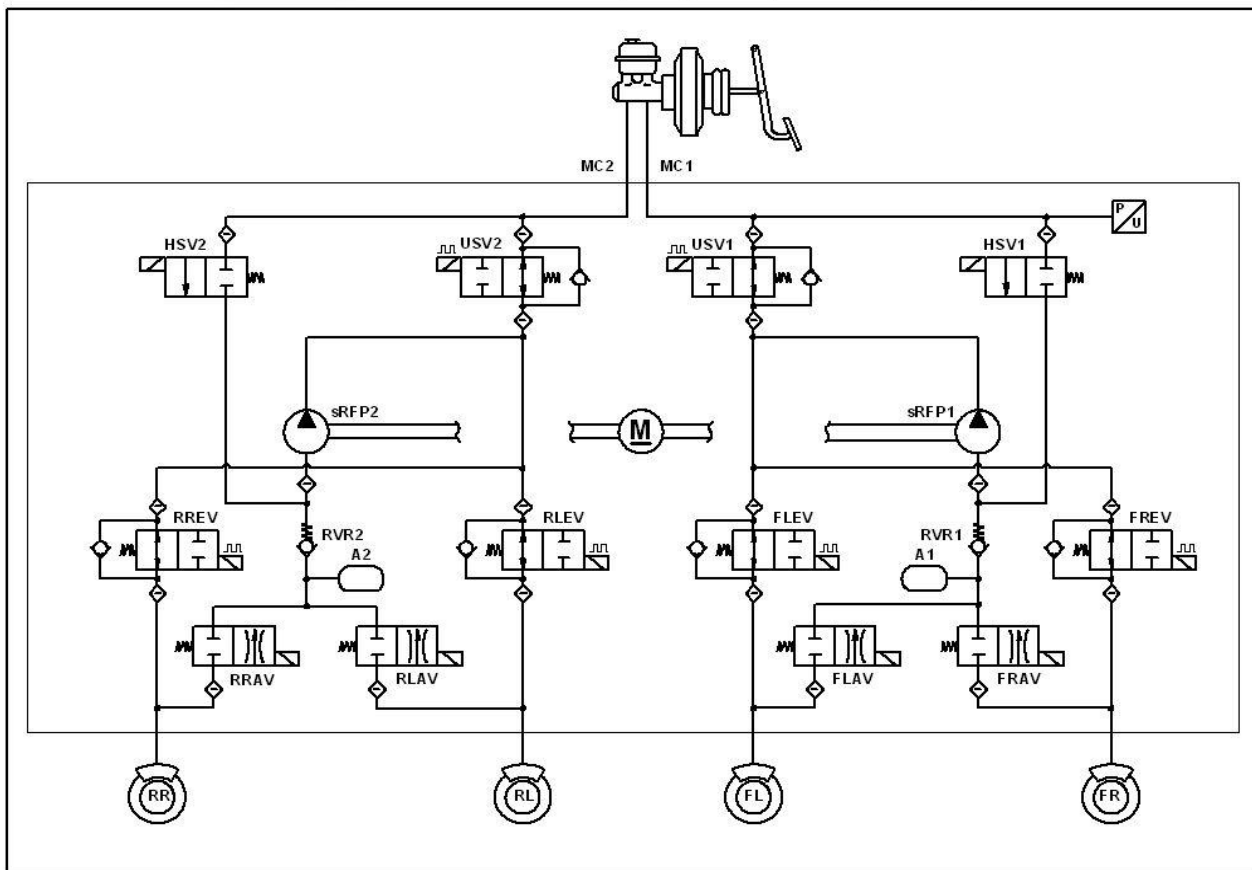 MC2 MC1
P
U
HSV2 USV2 USV1 HSV1
sRFP2 M sRFP1
RREV RVR2 RLEV FLEV RVR1 FREV
A2 A1
RRAV RLAV FLAV FRAV
RR RL FL FR